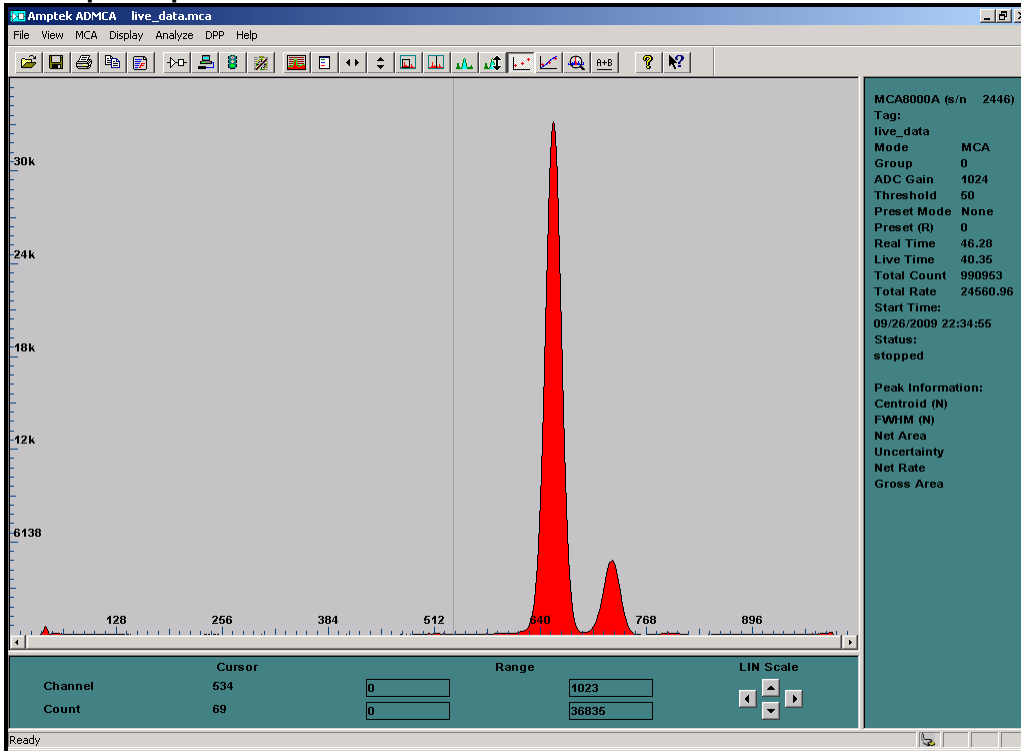 Amptek ADMCA live_data.mca
File View MCA Display Analyze DPP Help
A+B
30k
24k
18k
12k
6138
128 256 384 512 640 768 896
MCA8000A (s/n 2446)
Tag:
live_data
Mode MCA
Group 0
ADC Gain 1024
Threshold 50
Preset Mode None
Preset (R) 0
Real Time 46.28
Live Time 40.35
Total Count 990953
Total Rate 24560.96
Start Time:
09/26/2009 22:34:55
Status:
stopped
Peak Information:
Centroid (N)
FWHM (N)
Net Area
Uncertainty
Net Rate
Gross Area
Cursor Range LIN Scale
Channel 534 0 1023
Count 69 0 36835
Ready